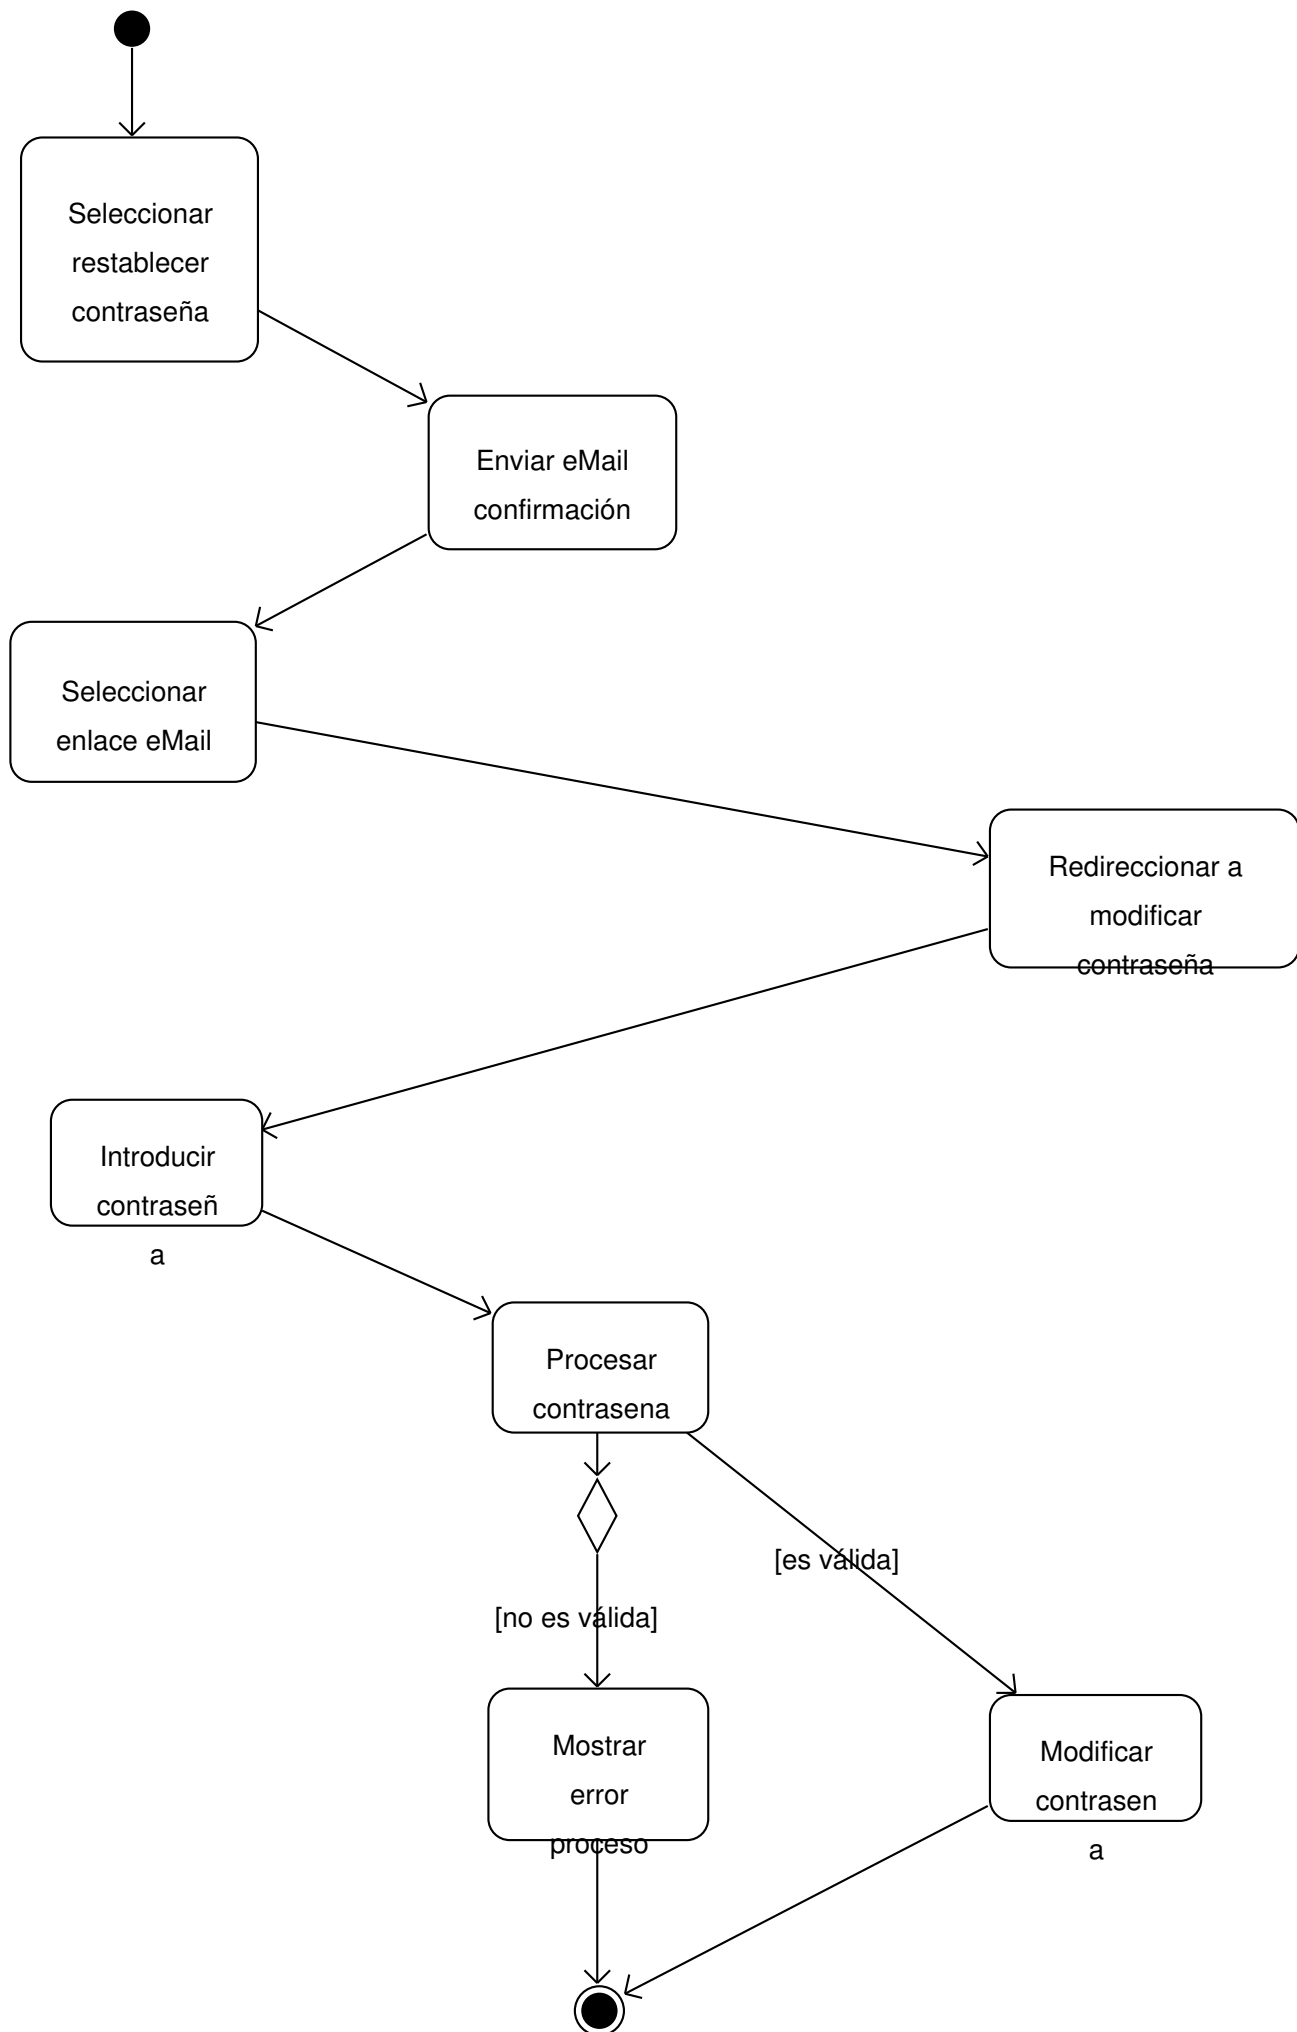 Seleccionar
restablecer
contraseña
Enviar eMail
confirmación
Seleccionar
enlace eMail
Redireccionar a
modificar
contraseña
Introducir
contraseñ
a
Procesar
contrasena
[es válida]
[no es válida]
Mostrar
error
proceso
Modificar
contrasen
a